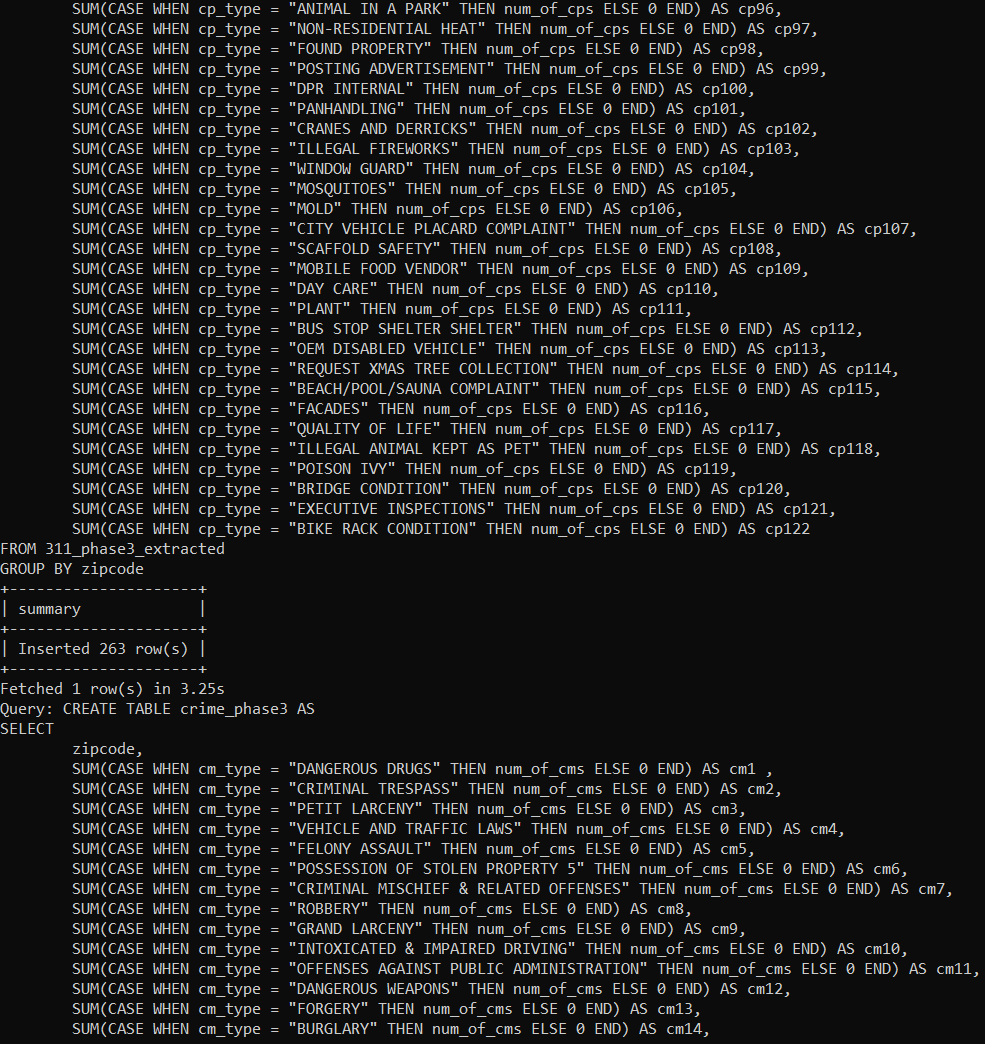 SUM(CASE WHEN cp_type = "ANIMAL IN A PARK" THEN num_of_cps ELSE 0 END) AS cp96,
SUM(CASE WHEN cp_type = "NON-RESIDENTIAL HEAT" THEN num_of_cps ELSE 0 END) AS cp97,
SUM(CASE WHEN cp_type = "FOUND PROPERTY" THEN num_of_cps ELSE 0 END) AS cp98,
SUM(CASE WHEN cp_type = "POSTING ADVERTISEMENT" THEN num_of_cps ELSE 0 END) AS cp99,
SUM(CASE WHEN cp_type = "DPR INTERNAL" THEN num_of_cps ELSE 0 END) AS cp100,
SUM(CASE WHEN cp_type = "PANHANDLING" THEN num_of_cps ELSE 0 END) AS cp101,
SUM(CASE WHEN cp_type = "CRANES AND DERRICKS" THEN num_of_cps ELSE 0 END) AS cp102,
SUM(CASE WHEN cp_type = "ILLEGAL FIREWORKS" THEN num_of_cps ELSE 0 END) AS cp103,
SUM(CASE WHEN cp_type = "WINDOW GUARD" THEN num_of_cps ELSE 0 END) AS cp104,
SUM(CASE WHEN cp_type = "MOSQUITOES" THEN num_of_cps ELSE 0 END) AS cp105,
SUM(CASE WHEN cp_type = "MOLD" THEN num_of_cps ELSE 0 END) AS cp106,
SUM(CASE WHEN cp_type = "CITY VEHICLE PLACARD COMPLAINT" THEN num_of_cps ELSE 0 END) AS cp107,
SUM(CASE WHEN cp_type = "SCAFFOLD SAFETY" THEN num_of_cps ELSE 0 END) AS cp108,
SUM(CASE WHEN cp_type = "MOBILE FOOD VENDOR" THEN num_of_cps ELSE 0 END) AS cp109,
SUM(CASE WHEN cp_type = "DAY CARE" THEN num_of_cps ELSE 0 END) AS cp110,
SUM(CASE WHEN cp_type = "PLANT" THEN num_of_cps ELSE 0 END) AS cp111,
SUM(CASE WHEN cp_type = "BUS STOP SHELTER SHELTER" THEN num_of_cps ELSE 0 END) AS cp112,
SUM(CASE WHEN cp_type = "OEM DISABLED VEHICLE" THEN num_of_cps ELSE 0 END) AS cp113,
SUM(CASE WHEN cp_type = "REQUEST XMAS TREE COLLECTION" THEN num_of_cps ELSE 0 END) AS cp114,
SUM(CASE WHEN cp_type = "BEACH/POOL/SAUNA COMPLAINT" THEN num_of_cps ELSE 0 END) AS cp115,
SUM(CASE WHEN cp_type = "FACADES" THEN num_of_cps ELSE 0 END) AS cp116,
SUM(CASE WHEN cp_type = "QUALITY OF LIFE" THEN num_of_cps ELSE 0 END) AS cp117,
SUM(CASE WHEN cp_type = "ILLEGAL ANIMAL KEPT AS PET" THEN num_of_cps ELSE 0 END) AS cp118,
SUM(CASE WHEN cp_type = "POISON IVY" THEN num_of_cps ELSE 0 END) AS cp119,
SUM(CASE WHEN cp_type = "BRIDGE CONDITION" THEN num_of_cps ELSE 0 END) AS cp120,
SUM(CASE WHEN cp_type = "EXECUTIVE INSPECTIONS" THEN num_of_cps ELSE 0 END) AS cp121,
SUM(CASE WHEN cp_type = "BIKE RACK CONDITION" THEN num_of_cps ELSE 0 END) AS cp122
FROM 311_phase3_extracted
GROUP BY zipcode
+---------------------+
| summary             |
+---------------------+
| Inserted 263 row(s) |
+---------------------+
Fetched 1 row(s) in 3.25s
Query: CREATE TABLE crime_phase3 AS
SELECT
zipcode,
SUM(CASE WHEN cm_type = "DANGEROUS DRUGS" THEN num_of_cms ELSE 0 END) AS cm1 ,
SUM(CASE WHEN cm_type = "CRIMINAL TRESPASS" THEN num_of_cms ELSE 0 END) AS cm2,
SUM(CASE WHEN cm_type = "PETIT LARCENY" THEN num_of_cms ELSE 0 END) AS cm3,
SUM(CASE WHEN cm_type = "VEHICLE AND TRAFFIC LAWS" THEN num_of_cms ELSE 0 END) AS cm4,
SUM(CASE WHEN cm_type = "FELONY ASSAULT" THEN num_of_cms ELSE 0 END) AS cm5,
SUM(CASE WHEN cm_type = "POSSESSION OF STOLEN PROPERTY 5" THEN num_of_cms ELSE 0 END) AS cm6,
SUM(CASE WHEN cm_type = "CRIMINAL MISCHIEF & RELATED OFFENSES" THEN num_of_cms ELSE 0 END) AS cm7,
SUM(CASE WHEN cm_type = "ROBBERY" THEN num_of_cms ELSE 0 END) AS cm8,
SUM(CASE WHEN cm_type = "GRAND LARCENY" THEN num_of_cms ELSE 0 END) AS cm9,
SUM(CASE WHEN cm_type = "INTOXICATED & IMPAIRED DRIVING" THEN num_of_cms ELSE 0 END) AS cm10,
SUM(CASE WHEN cm_type = "OFFENSES AGAINST PUBLIC ADMINISTRATION" THEN num_of_cms ELSE 0 END) AS cm11,
SUM(CASE WHEN cm_type = "DANGEROUS WEAPONS" THEN num_of_cms ELSE 0 END) AS cm12,
SUM(CASE WHEN cm_type = "FORGERY" THEN num_of_cms ELSE 0 END) AS cm13,
SUM(CASE WHEN cm_type = "BURGLARY" THEN num_of_cms ELSE 0 END) AS cm14,